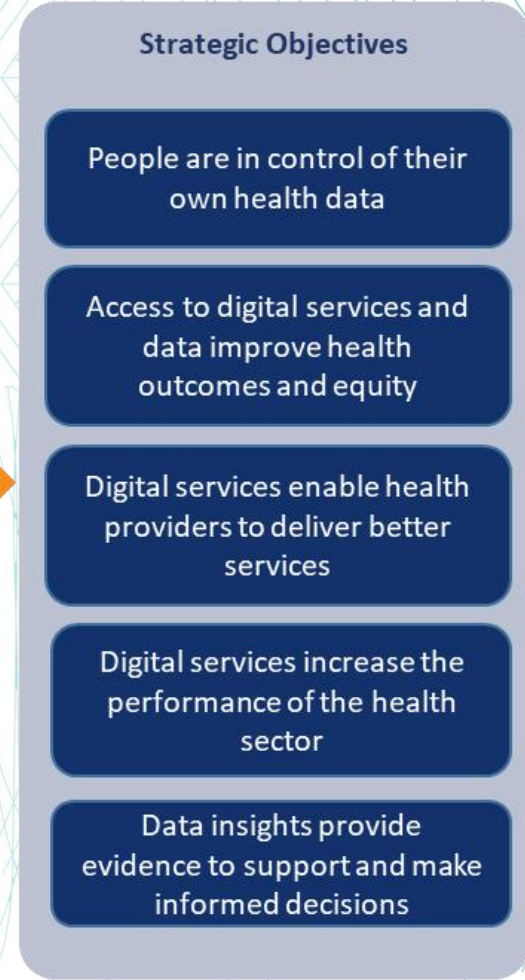 Strategic Objectives
People are in control of their
own health data
Access to digital services and
data improve health
outcomes and equity
Digital services enable health
providers to deliver better
services
Digital services increase the
performance of the health
sector
Data insights provide
evidence to support and make
informed decisions